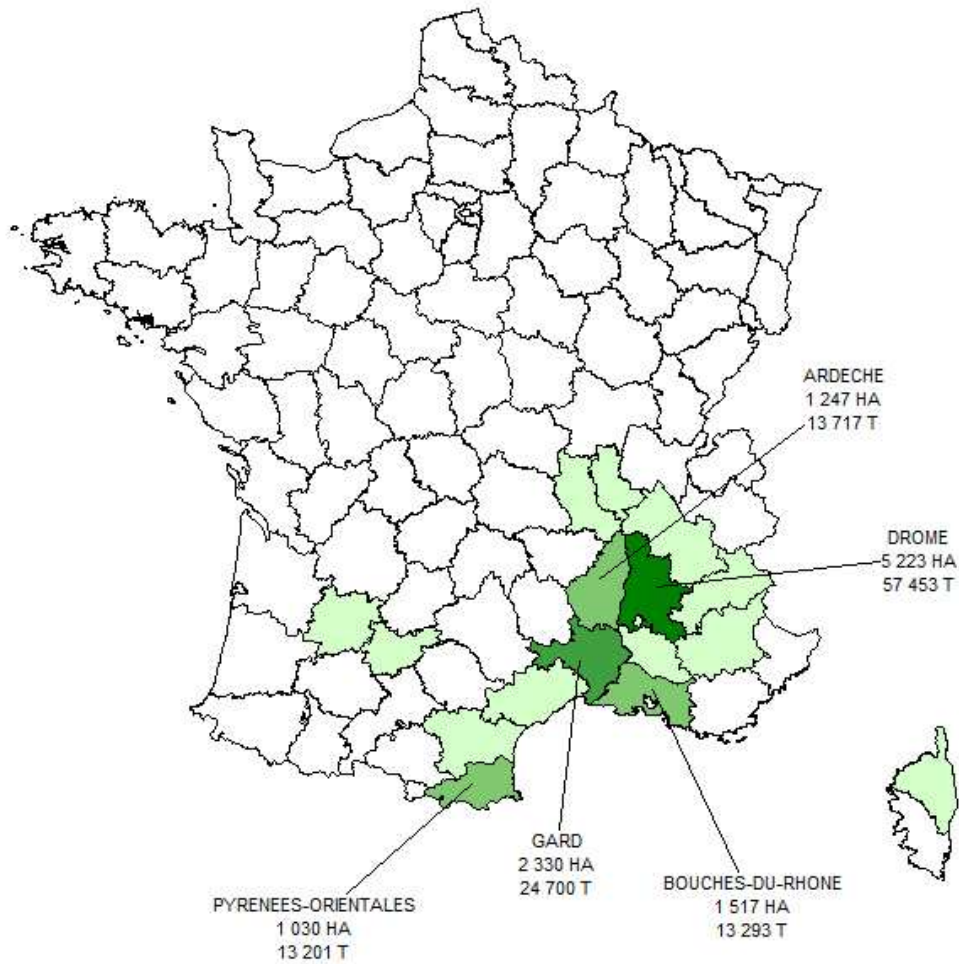 ARDECHE
1 247 HA
13 717 T
DROME
5 223 HA
57 453 T
GARD
2 330 HA
24 700 T
BOUCHES-DU-RHONE
1 517 HA
13 293 T
PYRENEES-ORIENTALES
1 030 HA
13 201 T